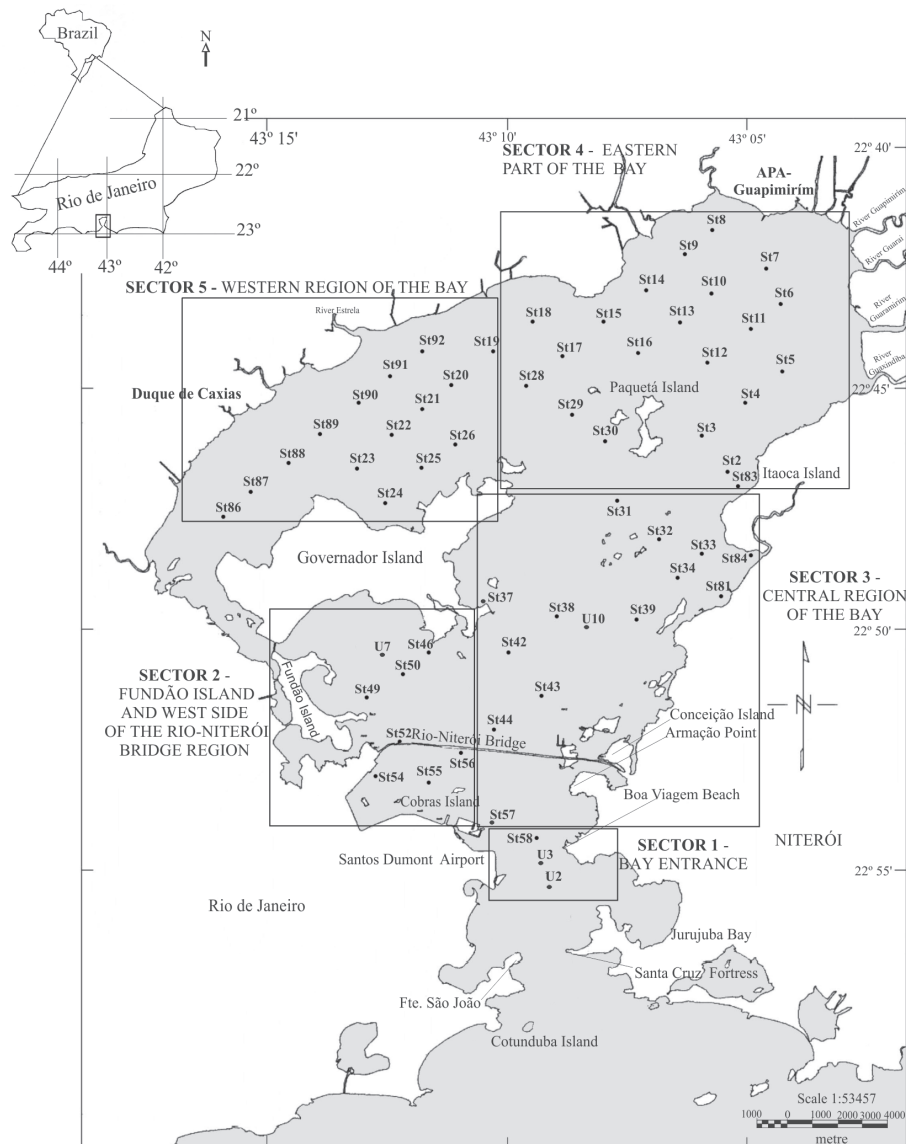 Brazil
N
21º
22º
23º
Rio de Janeiro
44º 43º 42º
43º 15' 43º 10' 43º 05'
22º 40'
SECTOR 4 - EASTERN
PART OF THE BAY
APA-
Guapimirím
River Guapimirim
River Guarai
River
Guaramirim
River
Guaxindiba
St8
St9
St7
St14
St10
St6
St18
St15
St13
St11
St17
St16
St12
St5
St28
Paquetá Island
22º 45'
St4
St29
St30
St3
St2
St83
Itaoca Island
SECTOR 5 - WESTERN REGION OF THE BAY
River Estrela
St92
St19
St91
St20
Duque de Caxias
St90
St21
St89
St22
St26
St88
St23
St25
St87
St24
St86
Governador Island
St31
St32
St33
St84
St34
St81
SECTOR 3 -
CENTRAL REGION
OF THE BAY
St37
St38
U10
St39
22º 50'
St42
St43
St44
SECTOR 2 -
FUNDÃO ISLAND
AND WEST SIDE
OF THE RIO-NITERÓI
BRIDGE REGION
U7
St46
St50
St49
Fundão Island
St52
Rio-Niterói Bridge
St56
St54
St55
Cobras Island
Conceição Island
Armação Point
Boa Viagem Beach
St57
NITERÓI
St58
U3
U2
SECTOR 1 -
BAY ENTRANCE
Santos Dumont Airport
22º 55'
Rio de Janeiro
Jurujuba Bay
Santa Cruz Fortress
Fte. São João
Cotunduba Island
N
Scale 1:53457
1000 0 1000 2000 3000 4000
metre